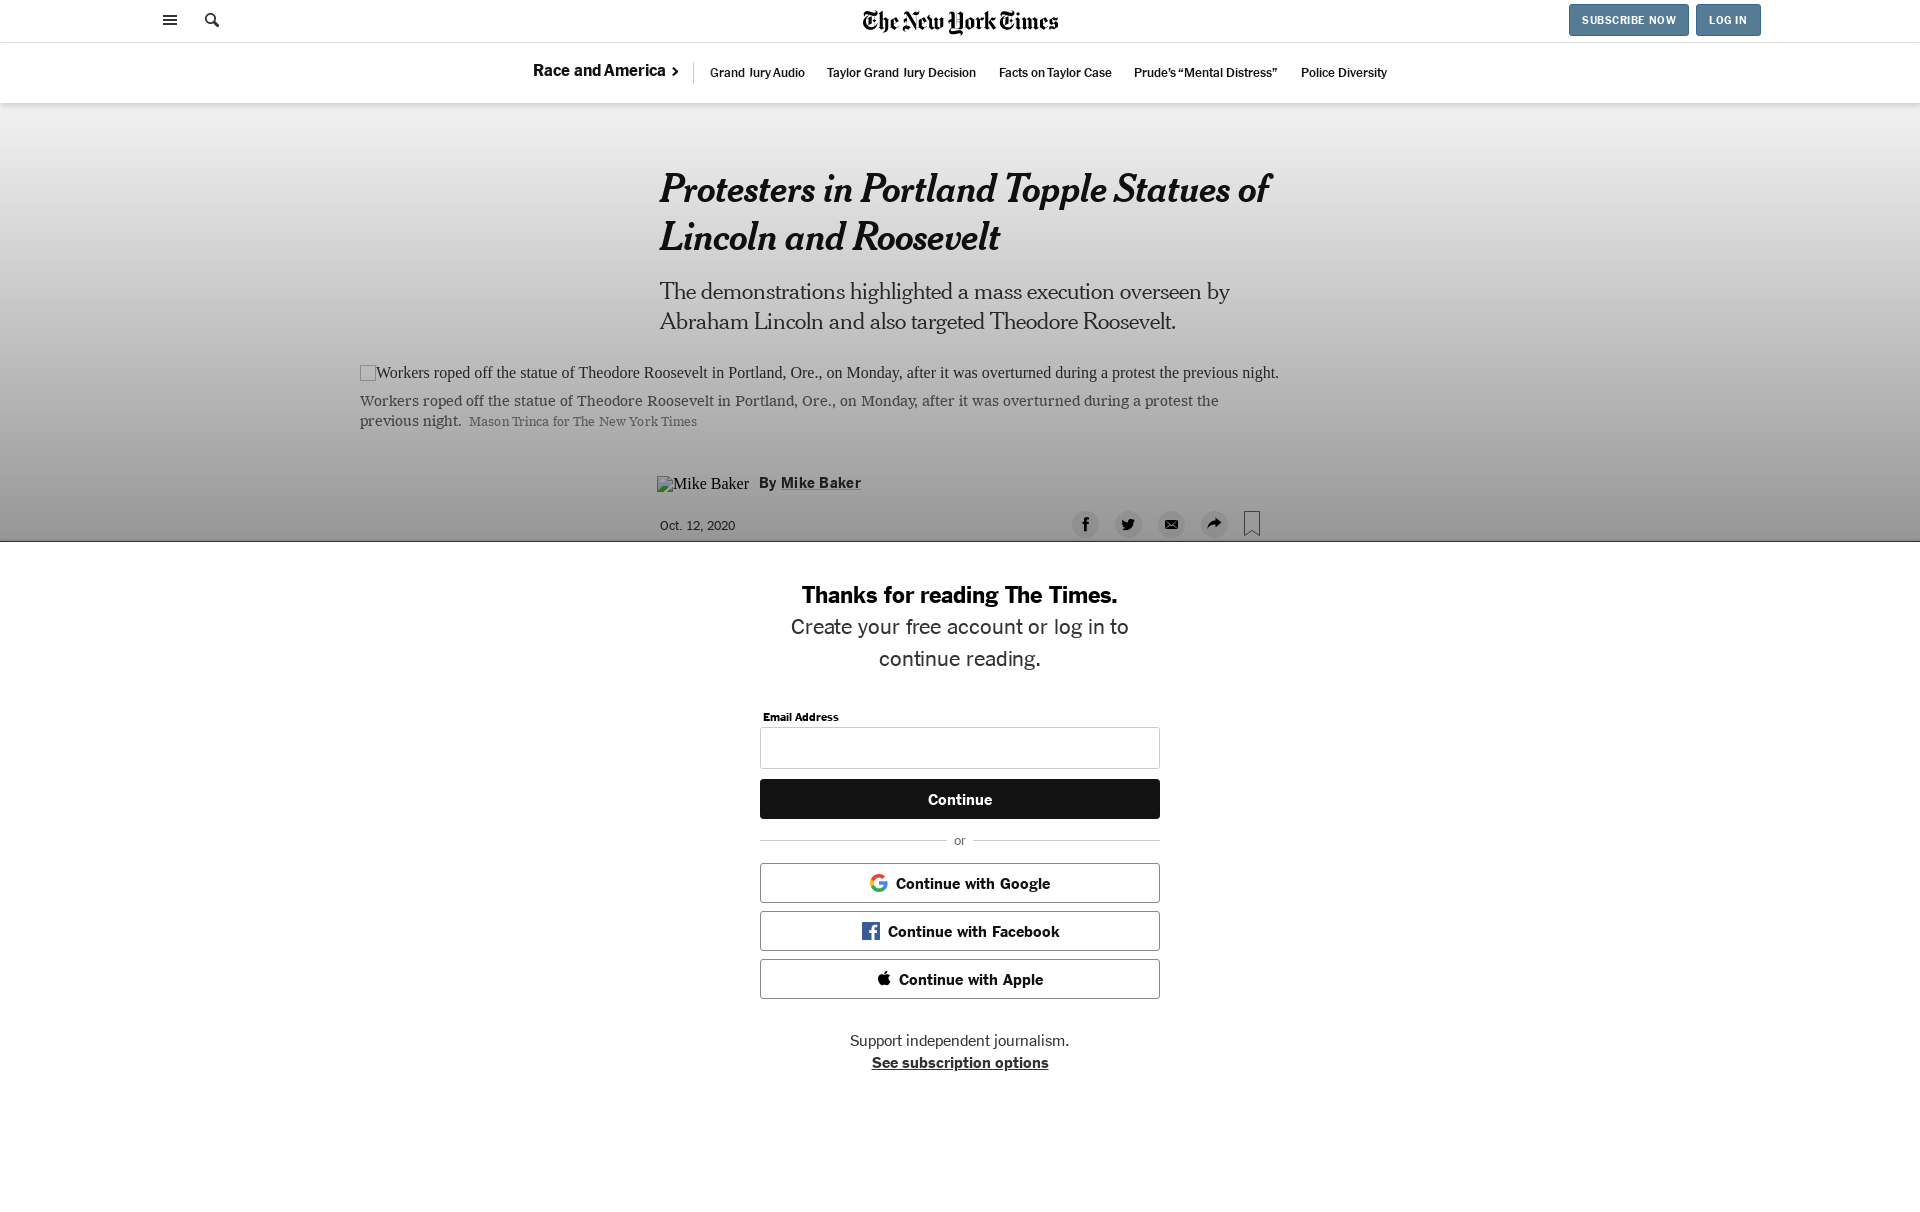 The New York Times
SUBSCRIBE NOW
LOG IN
Race and America
Grand Jury Audio
Taylor Grand Jury Decision
Facts on Taylor Case
Prude's “Mental Distress”
Police Diversity
Protesters in Portland Topple Statues of
Lincoln and Roosevelt
The demonstrations highlighted a mass execution overseen by
Abraham Lincoln and also targeted Theodore Roosevelt.
Workers roped off the statue of Theodore Roosevelt in Portland, Ore., on Monday, after it was overturned during a protest the previous night.
Workers roped off the statue of Theodore Roosevelt in Portland, Ore., on Monday, after it was overturned during a protest the
previous night. Mason Trinca for The New York Times
Mike Baker By Mike Baker
Oct. 12, 2020
Thanks for reading The Times.
Create your free account or log in to
continue reading.
Email Address
Continue
or
Continue with Google
Continue with Facebook
Continue with Apple
Support independent journalism.
See subscription options